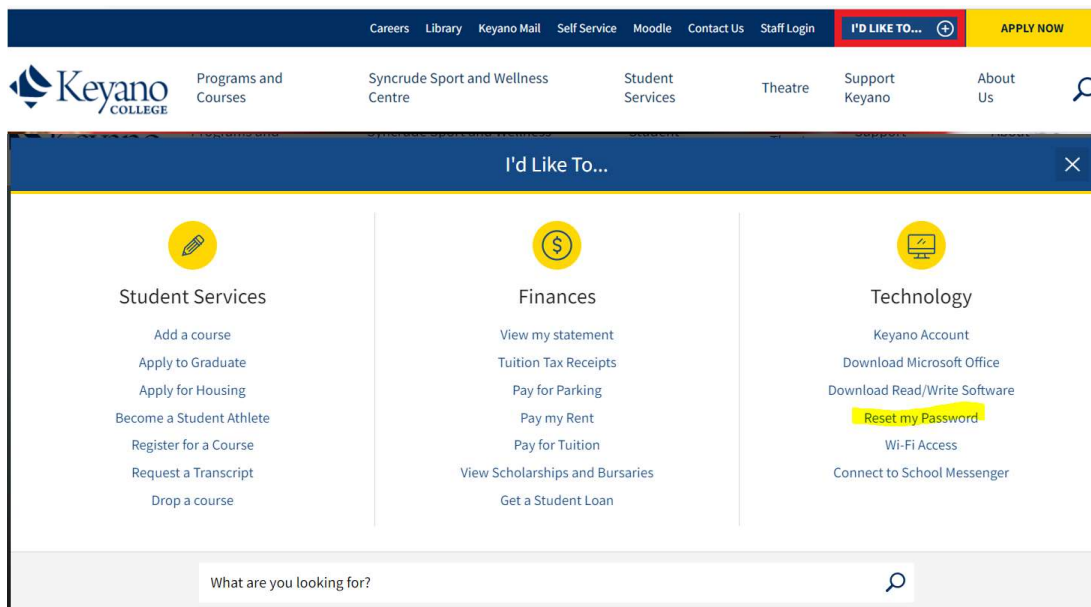 Careers Library Keyano Mail Self Service Moodle Contact Us Staff Login I'D LIKE TO... APPLY NOW
Keyano
COLLEGE
Programs and
Courses
Syncrude Sport and Wellness
Centre
Student
Services
Theatre
Support
Keyano
About
Us
I'd Like To...
Student Services
Add a course
Apply to Graduate
Apply for Housing
Become a Student Athlete
Register for a Course
Request a Transcript
Drop a course
Finances
View my statement
Tuition Tax Receipts
Pay for Parking
Pay my Rent
Pay for Tuition
View Scholarships and Bursaries
Get a Student Loan
Technology
Keyano Account
Download Microsoft Office
Download Read/Write Software
Reset my Password
Wi-Fi Access
Connect to School Messenger
What are you looking for?